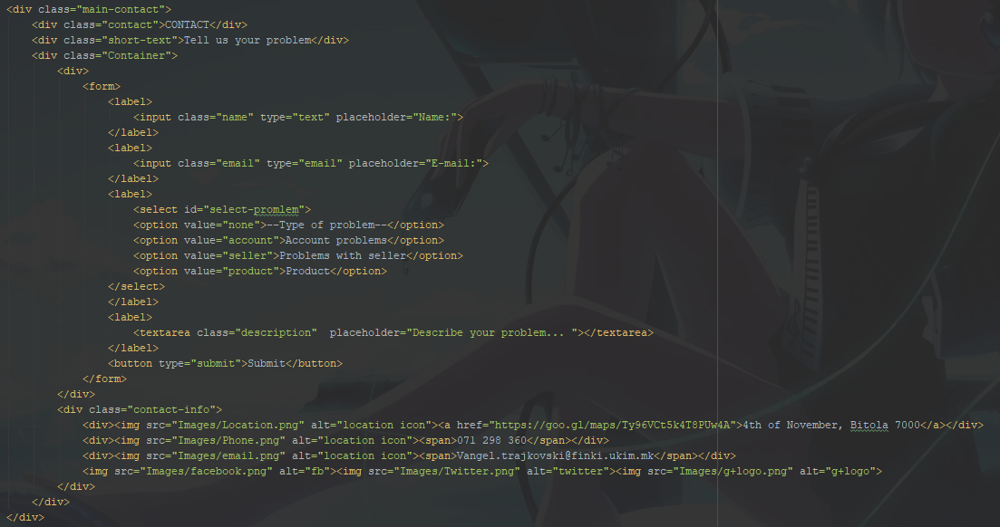 <div class="main-contact">
<div class="contact">CONTACT</div>
<div class="short-text">Tell us your problem</div>
<div class="Container">
<div>
<form>
<label>
<input class="name" type="text" placeholder="Name:">
</label>
<label>
<input class="email" type="email" placeholder="E-mail:">
</label>
<label>
<select id="select-promlem">
<option value="none">--Type of problem--</option>
<option value="account">Account problems</option>
<option value="seller">Problems with seller</option>
<option value="product">Product</option>
</select>
</label>
<label>
<textarea class="description"  placeholder="Describe your problem... "></textarea>
</label>
<button type="submit">Submit</button>
</form>
</div>
<div class="contact-info">
<div><img src="Images/Location.png" alt="location icon"><a href="https://goo.gl/maps/Ty96VCt5k4T8PUw4A">4th of November, Bitola 7000</a></div>
<div><img src="Images/Phone.png" alt="location icon"><span>071 298 360</span></div>
<div><img src="Images/email.png" alt="location icon"><span>Vangel.trajkovski@finki.ukim.mk</span></div>
<img src="Images/facebook.png" alt="fb"><img src="Images/Twitter.png" alt="twitter"><img src="Images/g+logo.png" alt="g+logo">
</div>
</div>
</div>